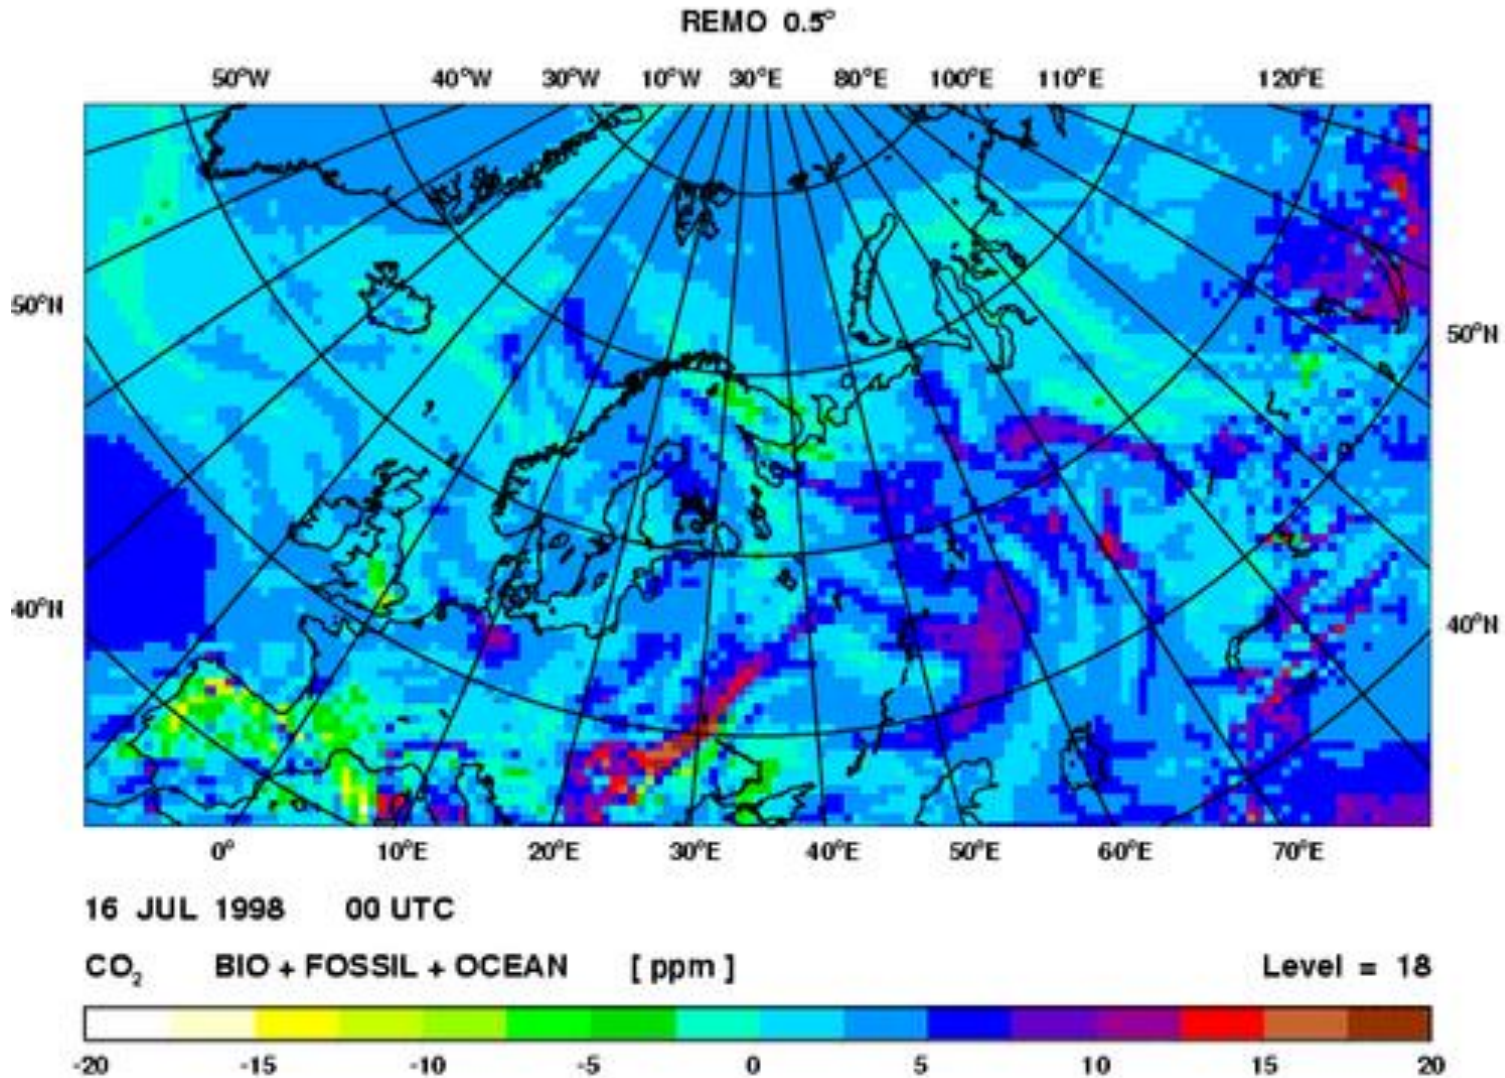 REMO 0.5°
50°W 40°W 30°W 10°W 30°E 80°E 100°E 110°E 120°E
50°N 50°N
40°N 40°N
0° 10°E 20°E 30°E 40°E 50°E 60°E 70°E
16 JUL 1998 00 UTC
CO₂ BIO + FOSSIL + OCEAN [ ppm ] Level = 18
-20 -15 -10 -5 0 5 10 15 20